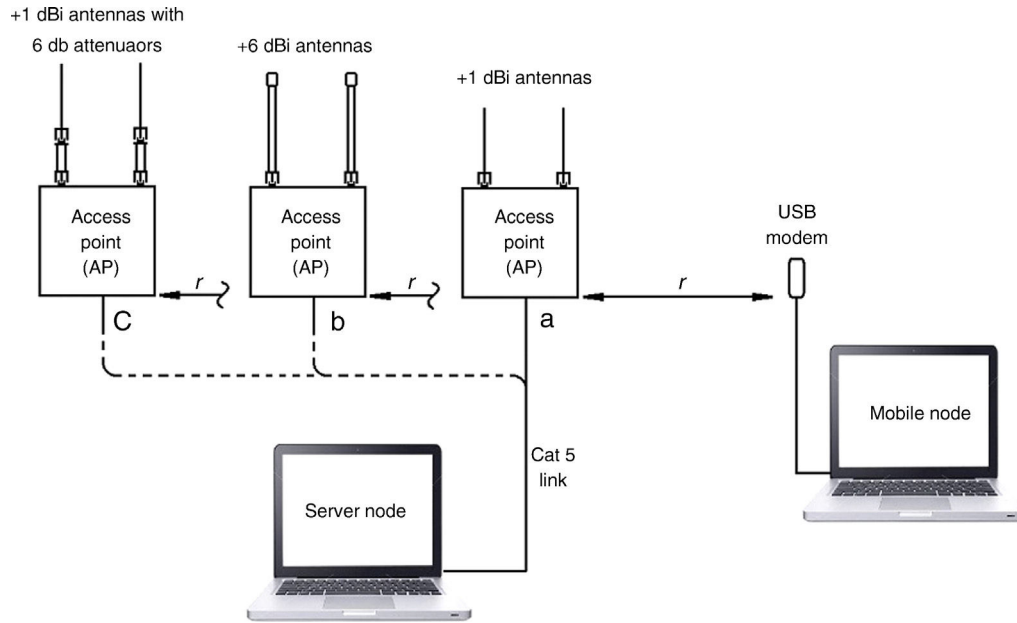 +1 dBi antennas with
6 db attenuaors
+6 dBi antennas
+1 dBi antennas
Access
point
(AP)
Access
point
(AP)
Access
point
(AP)
USB
modem
r
r
r
C
b
a
Mobile node
Cat 5
link
Server node